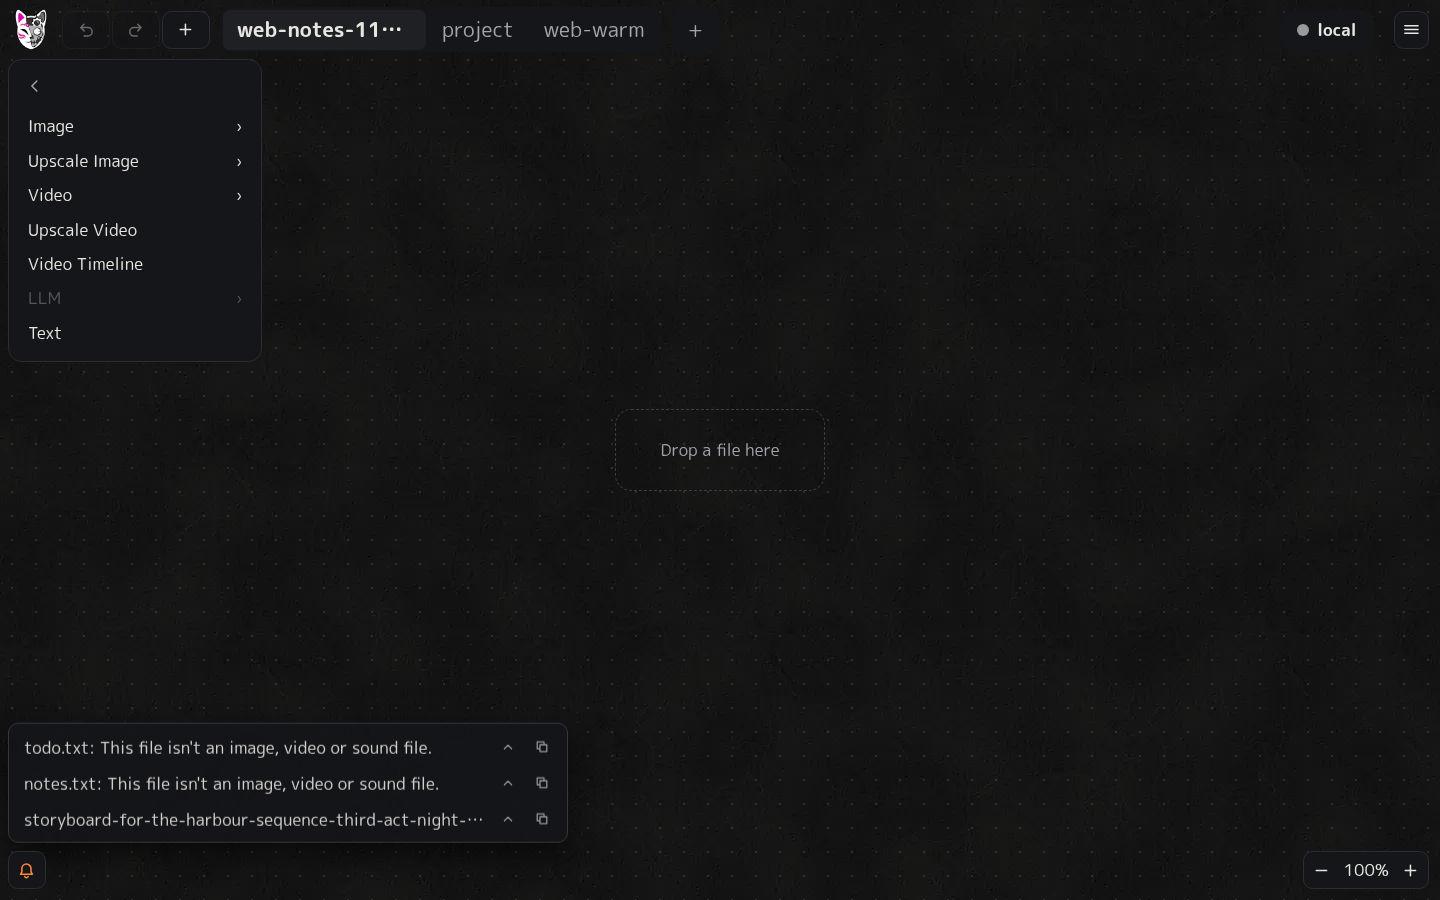 web-notes-11···
project
web-warm
local
Image
Upscale Image
Video
Upscale Video
Video Timeline
LLM
Text
Drop a file here
todo.txt: This file isn't an image, video or sound file.
notes.txt: This file isn't an image, video or sound file.
storyboard-for-the-harbour-sequence-third-act-night-···
100%